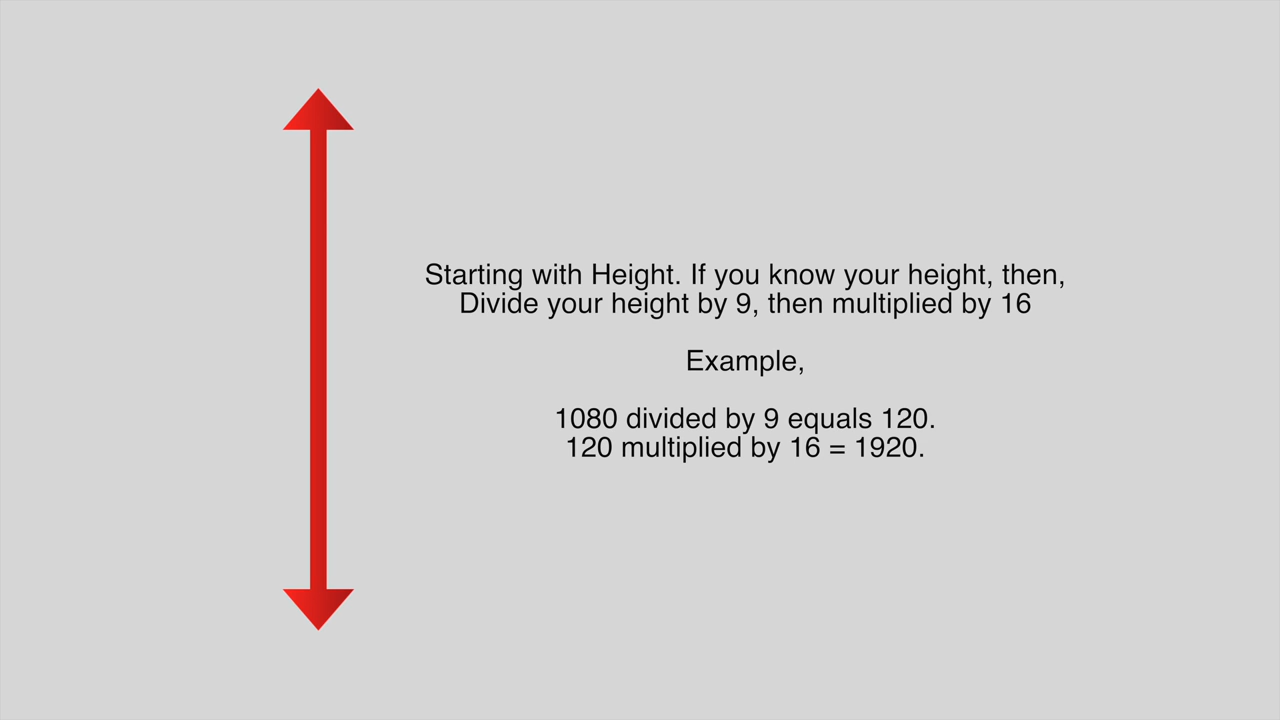 Starting with Height. If you know your height, then,
Divide your height by 9, then multiplied by 16
Example,
1080 divided by 9 equals 120.
120 multiplied by 16 = 1920.